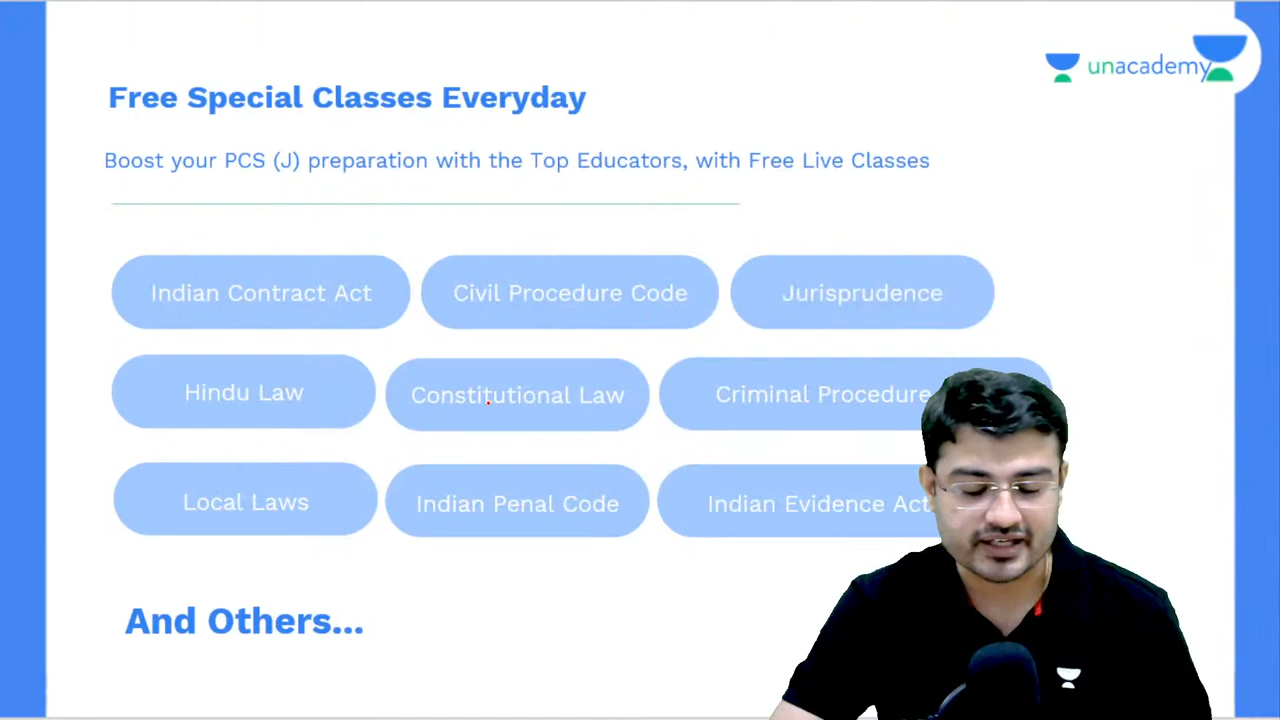 unacademy
Free Special Classes Everyday
Boost your PCS (J) preparation with the Top Educators, with Free Live Classes
Indian Contract Act
Civil Procedure Code
Jurisprudence
Hindu Law
Constitutional Law
Criminal Procedure
Local Laws
Indian Penal Code
Indian Evidence Act
And Others...